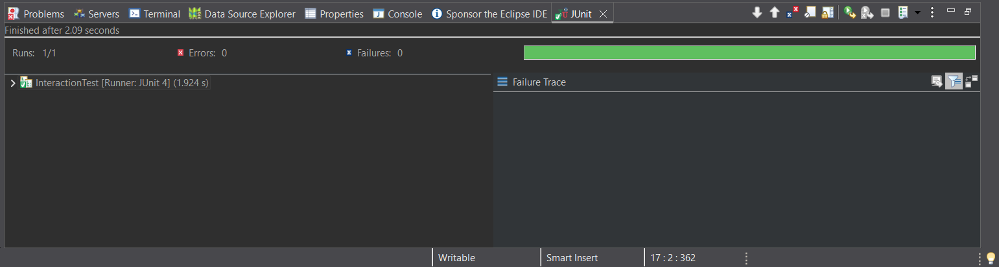 Problems Servers Terminal Data Source Explorer Properties Console Sponsor the Eclipse IDE JUnit
Finished after 2.09 seconds
Runs: 1/1 Errors: 0 Failures: 0
InteractionTest [Runner: JUnit 4] (1.924 s)
Failure Trace
Writable Smart Insert 17 : 2 : 362